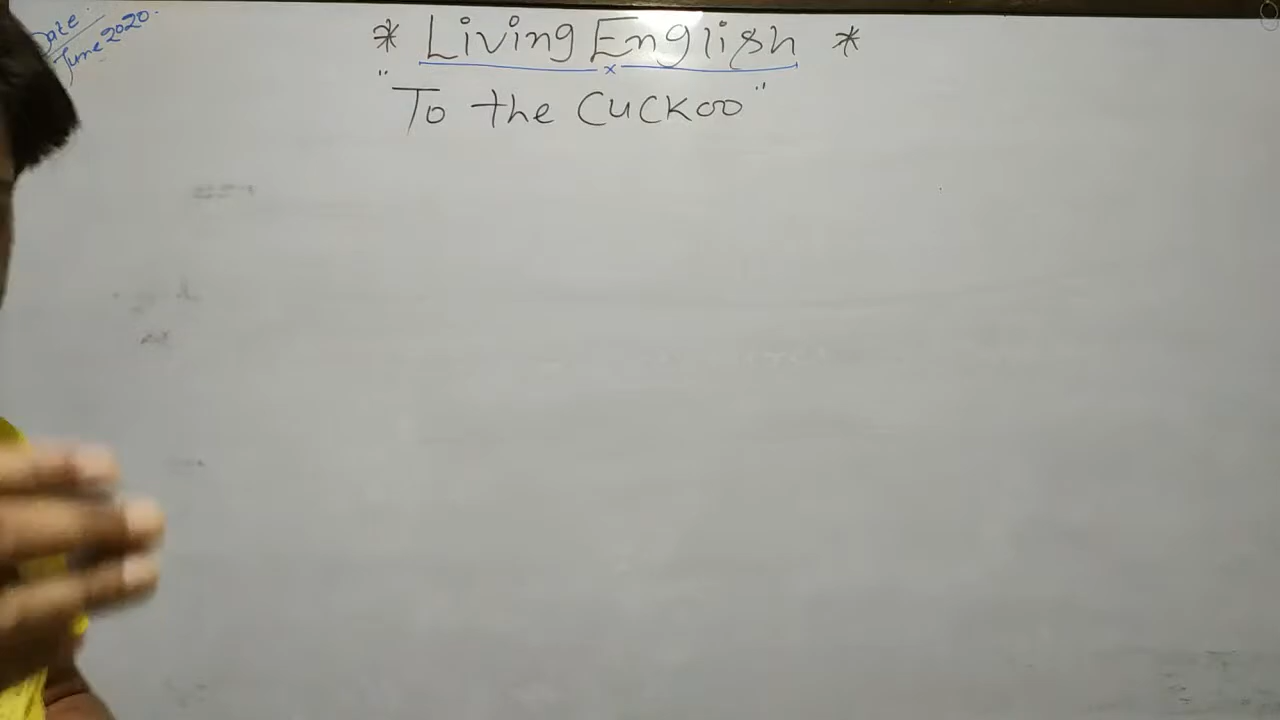 Date:
June 2020.
* Living English *
x
"To the Cuckoo"